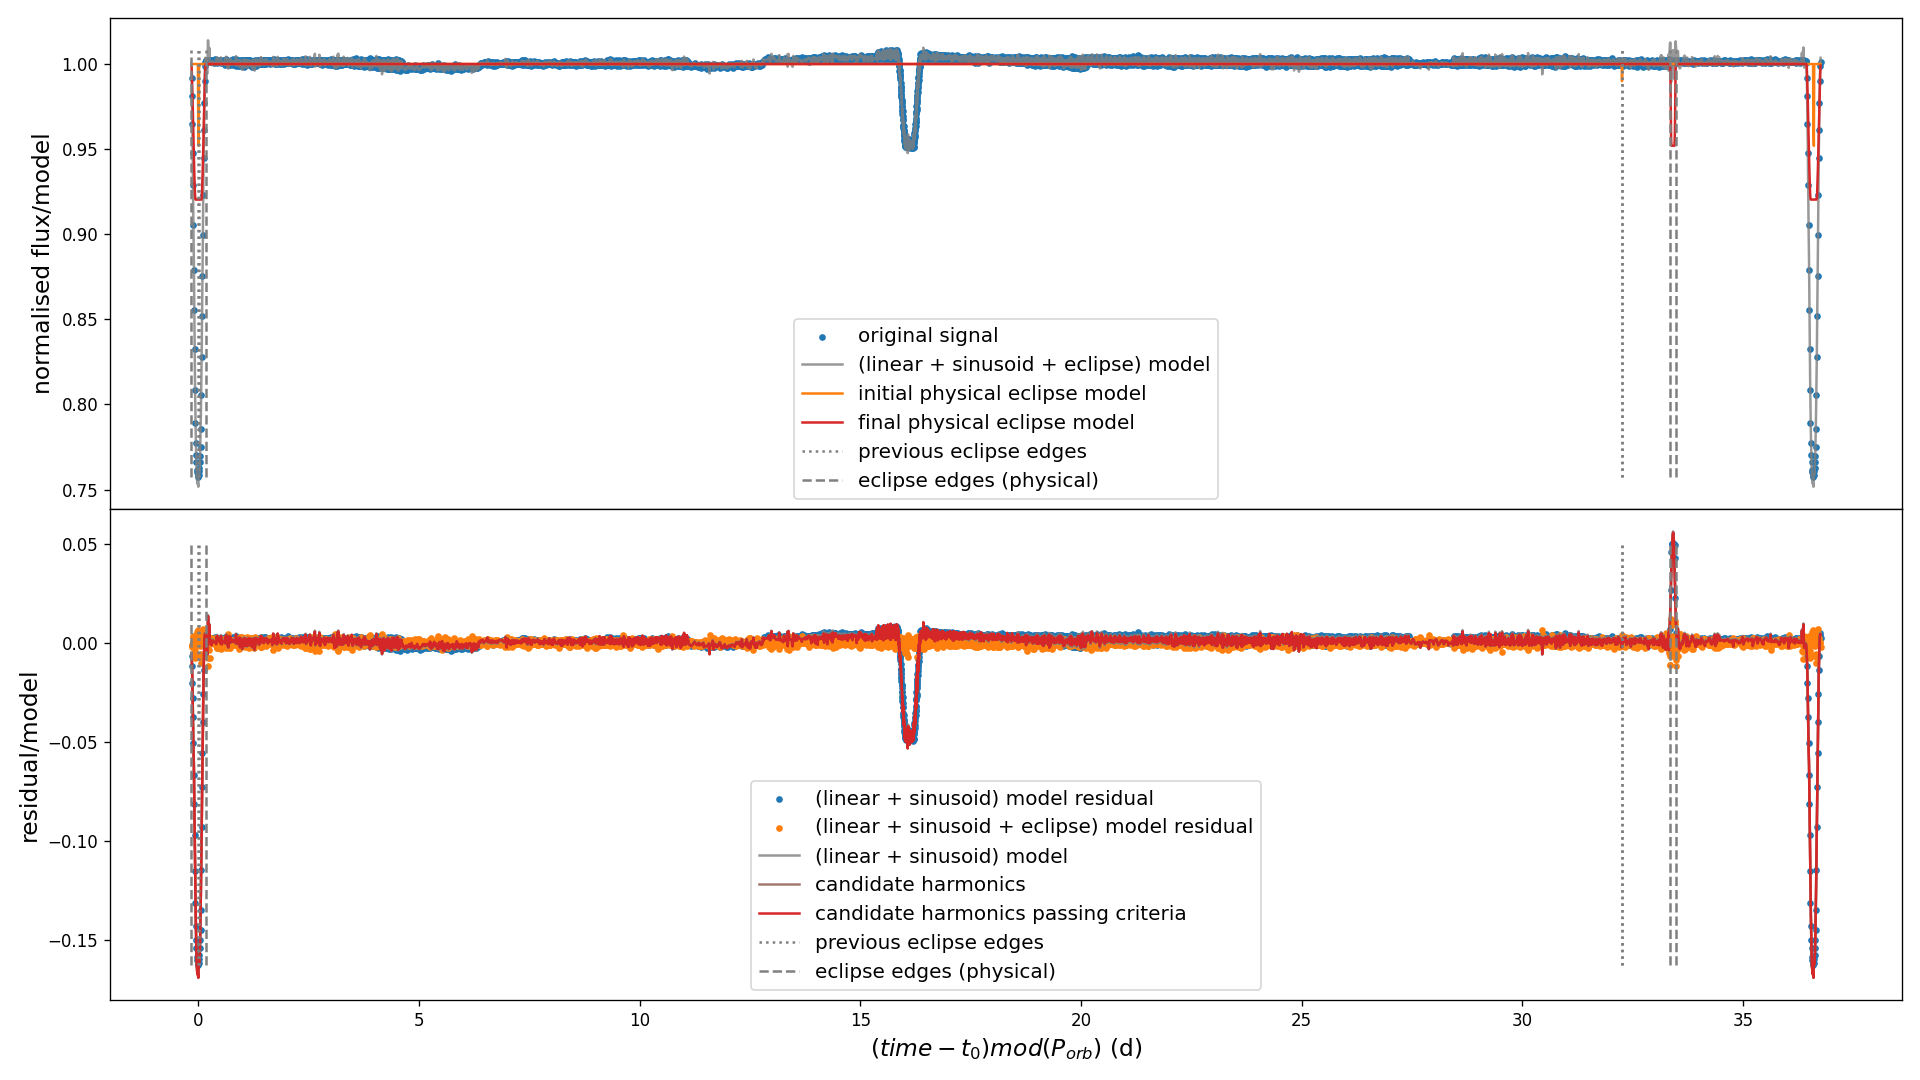 1.00
0.95
0.90
0.85
0.80
0.75
normalised flux/model
original signal
(linear + sinusoid + eclipse) model
initial physical eclipse model
final physical eclipse model
previous eclipse edges
eclipse edges (physical)
0.05
0.00
−0.05
−0.10
−0.15
residual/model
(linear + sinusoid) model residual
(linear + sinusoid + eclipse) model residual
(linear + sinusoid) model
candidate harmonics
candidate harmonics passing criteria
previous eclipse edges
eclipse edges (physical)
0 5 10 15 20 25 30 35
(time − t₀)mod(P_orb) (d)